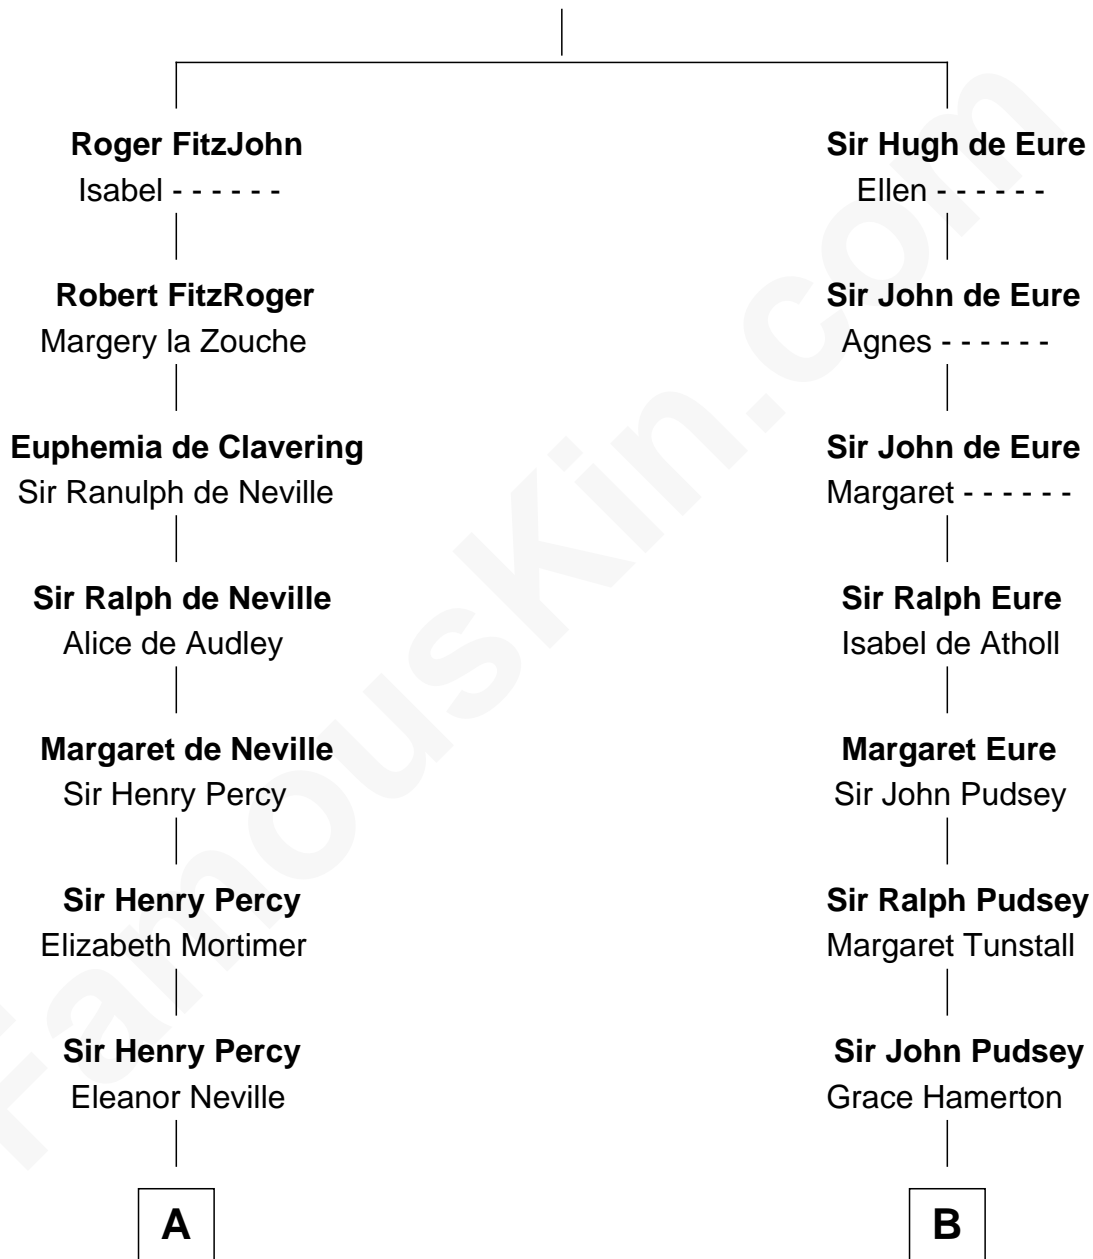 Roger FitzJohn
Isabel - - - - - -
Robert FitzRoger
Margery la Zouche
Euphemia de Clavering
Sir Ranulph de Neville
Sir Ralph de Neville
Alice de Audley
Margaret de Neville
Sir Henry Percy
Sir Henry Percy
Elizabeth Mortimer
Sir Henry Percy
Eleanor Neville
A
Sir Hugh de Eure
Ellen - - - - - -
Sir John de Eure
Agnes - - - - - -
Sir John de Eure
Margaret - - - - - -
Sir Ralph Eure
Isabel de Atholl
Margaret Eure
Sir John Pudsey
Sir Ralph Pudsey
Margaret Tunstall
Sir John Pudsey
Grace Hamerton
B
FamousKin.com